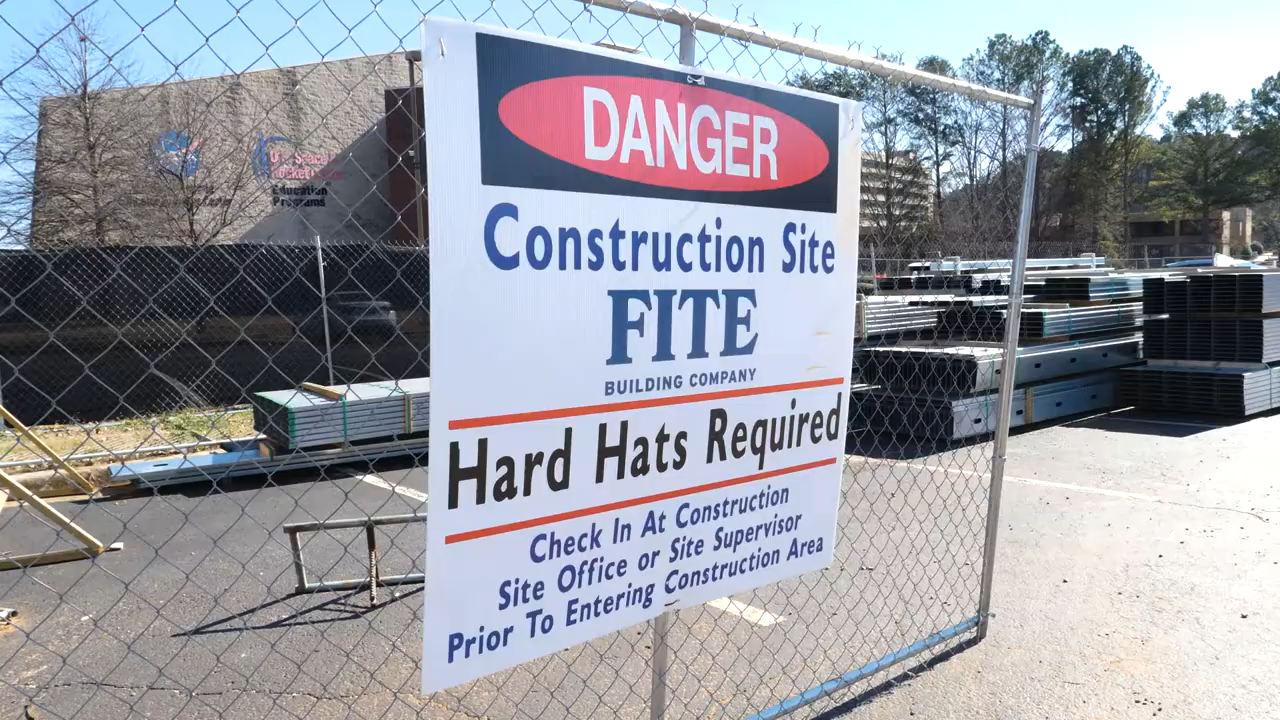 DANGER
Construction Site
FITE
BUILDING COMPANY
Hard Hats Required
Check In At Construction
Site Office or Site Supervisor
Prior To Entering Construction Area
Education
Programs